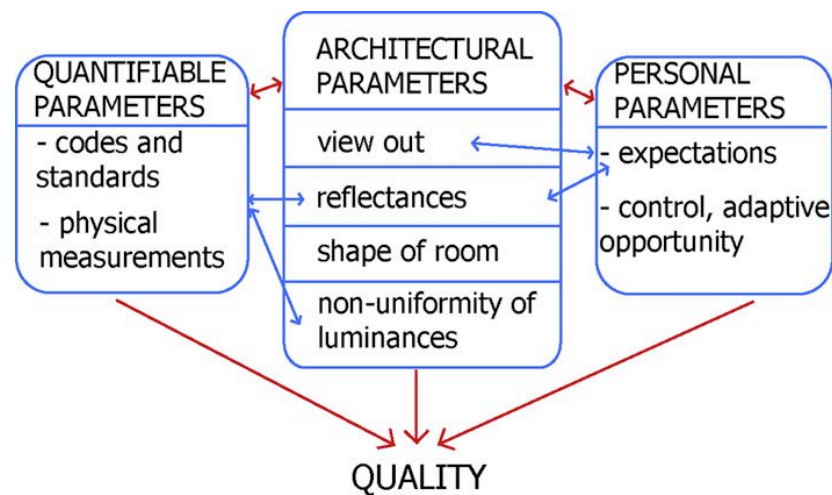 QUANTIFIABLE
PARAMETERS
- codes and
standards
- physical
measurements
ARCHITECTURAL
PARAMETERS
view out
reflectances
shape of room
non-uniformity of
luminances
PERSONAL
PARAMETERS
- expectations
- control, adaptive
opportunity
QUALITY